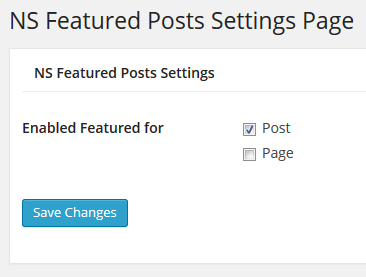 NS Featured Posts Settings Page
NS Featured Posts Settings
Enabled Featured for
Post
Page
Save Changes